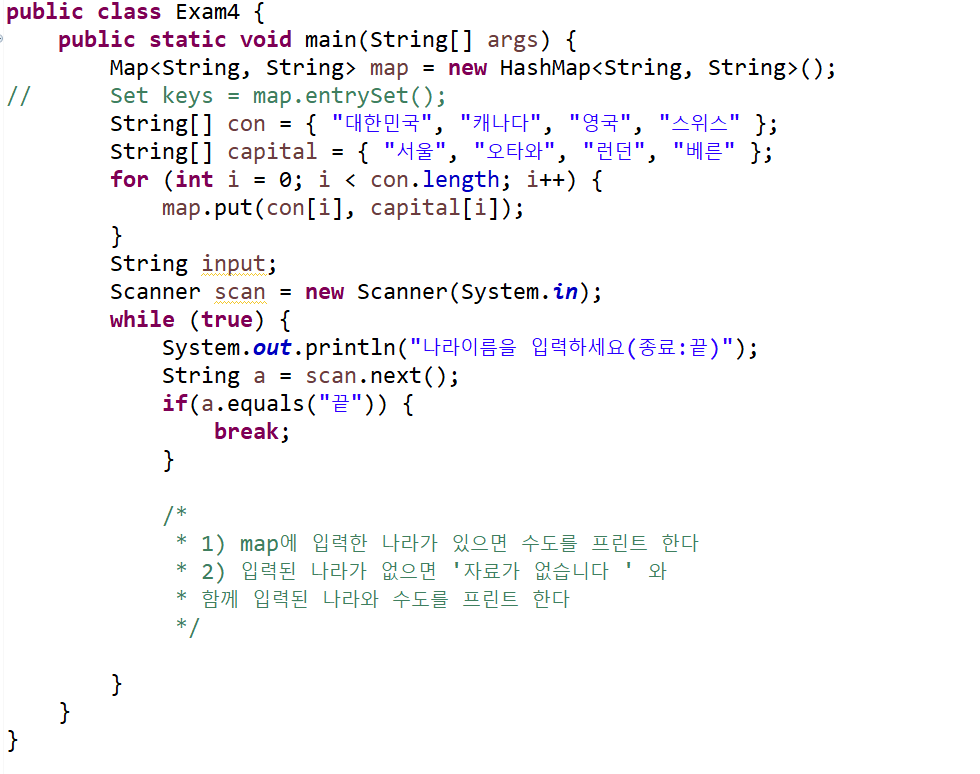 public class Exam4 {
public static void main(String[] args) {
Map<String, String> map = new HashMap<String, String>();
// Set keys = map.entrySet();
String[] con = { "대한민국", "캐나다", "영국", "스위스" };
String[] capital = { "서울", "오타와", "런던", "베른" };
for (int i = 0; i < con.length; i++) {
map.put(con[i], capital[i]);
}
String input;
Scanner scan = new Scanner(System.in);
while (true) {
System.out.println("나라이름을 입력하세요(종료:끝)");
String a = scan.next();
if(a.equals("끝")) {
break;
}
/*
* 1) map에 입력한 나라가 있으면 수도를 프린트 한다
* 2) 입력된 나라가 없으면 '자료가 없습니다 ' 와
* 함께 입력된 나라와 수도를 프린트 한다
*/
}
}
}